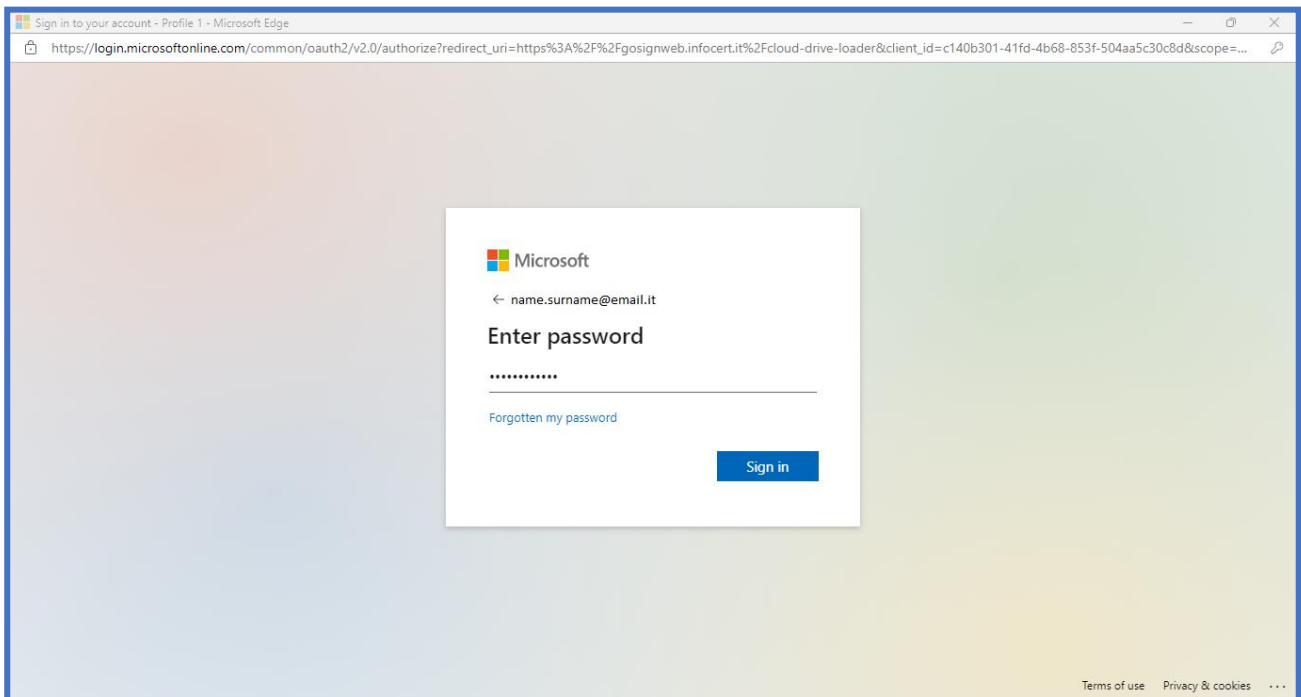 Sign in to your account - Profile 1 - Microsoft Edge
https://login.microsoftonline.com/common/oauth2/v2.0/authorize?redirect_uri=https%3A%2F%2Fgosignweb.infocert.it%2Fcloud-drive-loader&client_id=c140b301-41fd-4b68-853f-504aa5c30c8d&scope=...
Microsoft
name.surname@email.it
Enter password
••••••••••••
Forgotten my password
Sign in
Terms of use Privacy & cookies ...